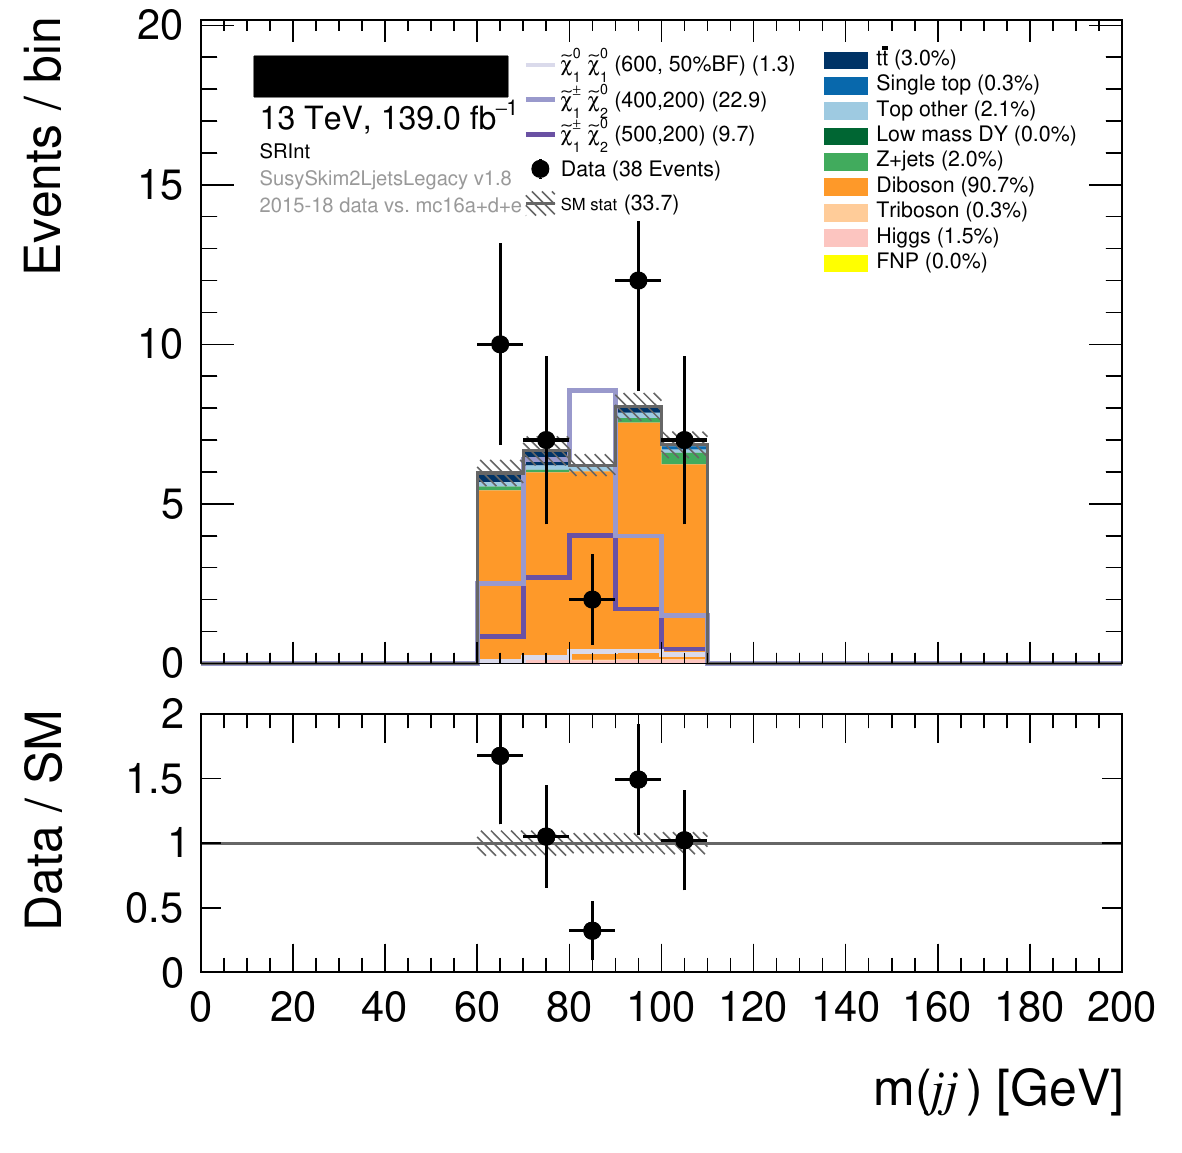 Events / bin
20
15
10
5
0
13 TeV, 139.0 fb⁻¹
SRInt
SusySkim2LjetsLegacy v1.8
2015-18 data vs. mc16a+d+e
χ̃₁⁰ χ̃₁⁰ (600, 50%BF) (1.3)
χ̃₁± χ̃₂⁰ (400,200) (22.9)
χ̃₁± χ̃₂⁰ (500,200) (9.7)
Data (38 Events)
SM stat (33.7)
tt̄ (3.0%)
Single top (0.3%)
Top other (2.1%)
Low mass DY (0.0%)
Z+jets (2.0%)
Diboson (90.7%)
Triboson (0.3%)
Higgs (1.5%)
FNP (0.0%)
Data / SM
2
1.5
1
0.5
0
0 20 40 60 80 100 120 140 160 180 200
m(jj) [GeV]